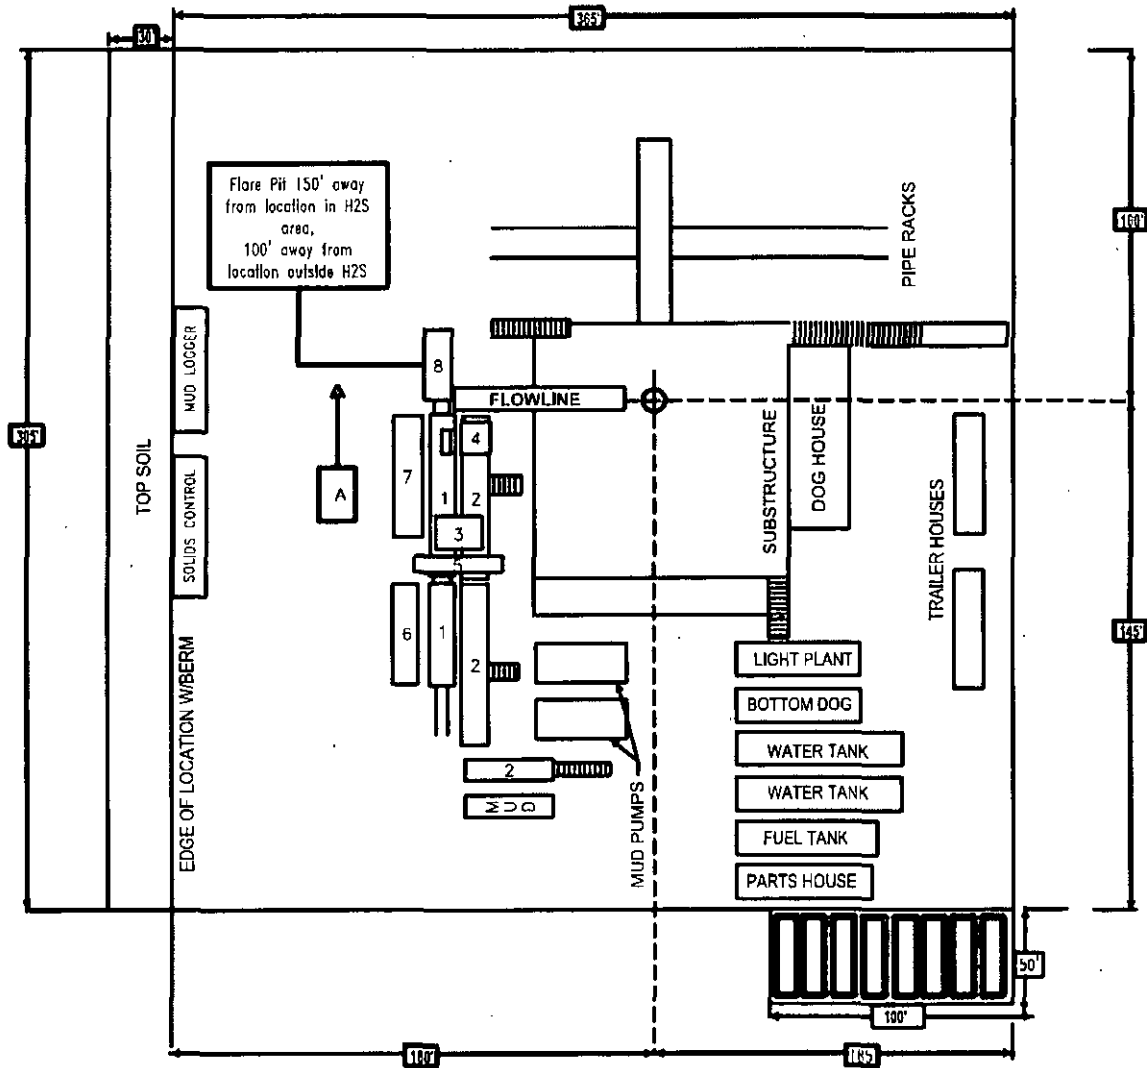 365'
30'
160'
Flare Pit 150' away
from location in H2S
area,
100' away from
location outside H2S
PIPE RACKS
MUD LOGGER
8
FLOWLINE
305'
TOP SOIL
4
7
1
2
A
3
5
SUBSTRUCTURE
DOG HOUSE
TRAILER HOUSES
SOLIDS CONTROL
6
1
2
145'
EDGE OF LOCATION W/BERM
LIGHT PLANT
BOTTOM DOG
WATER TANK
2
WATER TANK
MUD
MUD PUMPS
FUEL TANK
PARTS HOUSE
50'
100'
180'
185